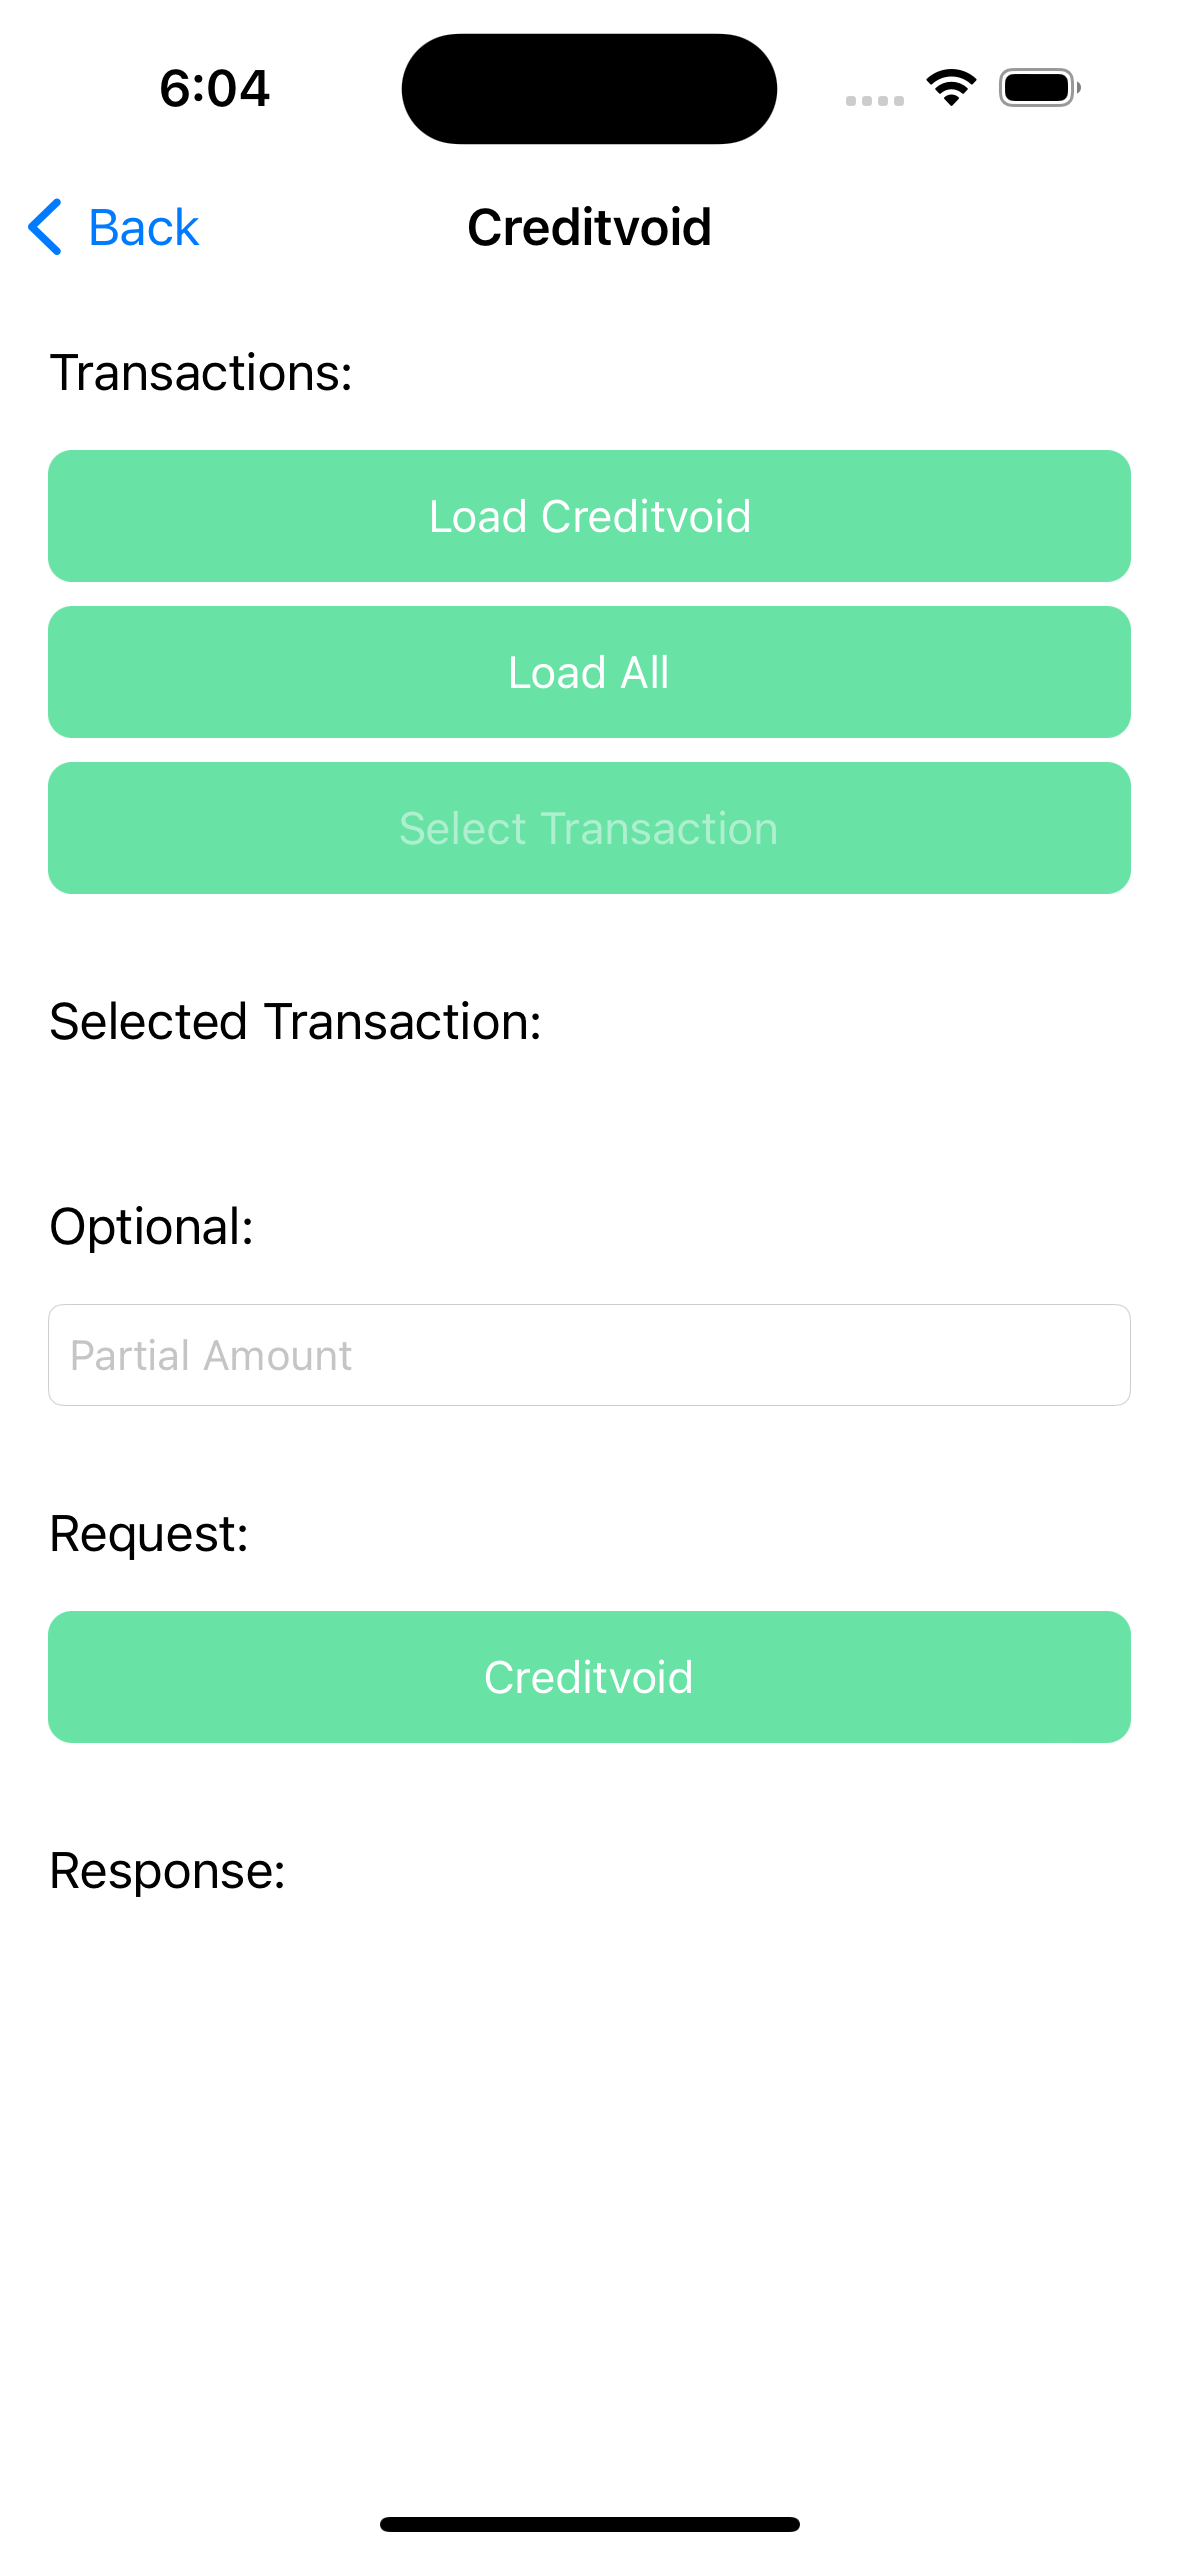 6:04
Back
Creditvoid
Transactions:
Load Creditvoid
Load All
Select Transaction
Selected Transaction:
Optional:
Partial Amount
Request:
Creditvoid
Response: